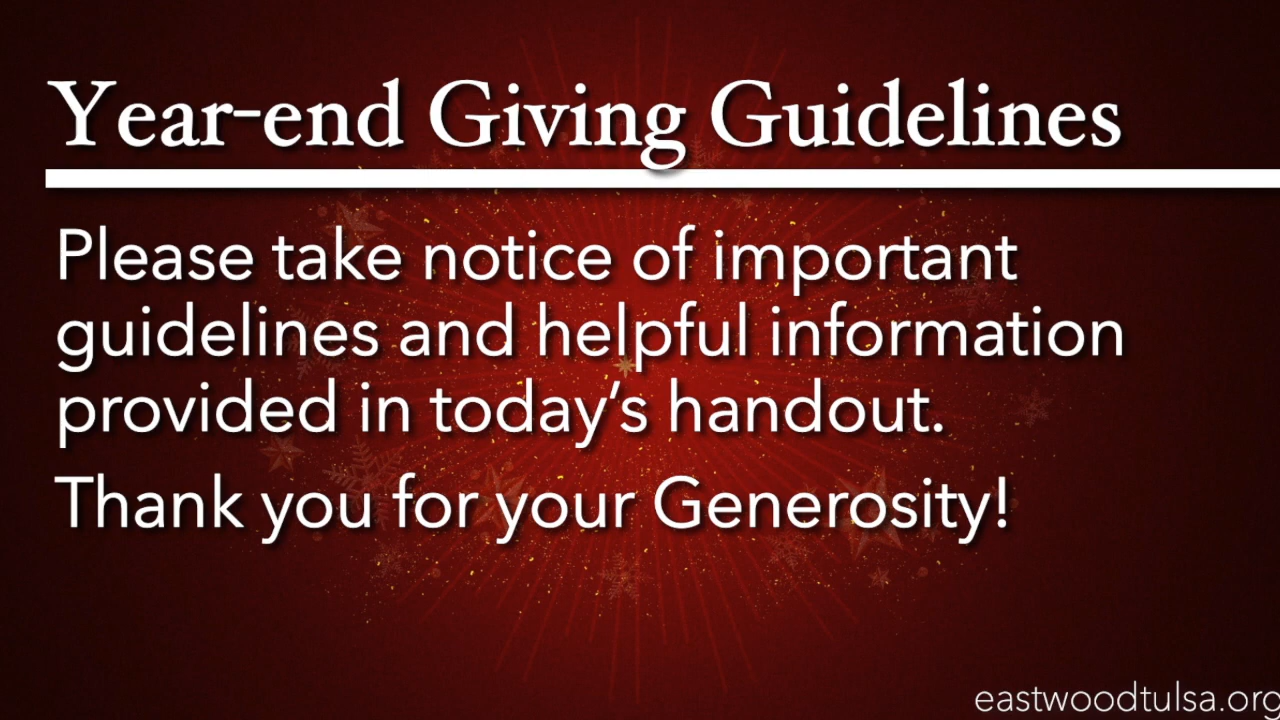 Year-end Giving Guidelines
Please take notice of important
guidelines and helpful information
provided in today’s handout.
Thank you for your Generosity!
eastwoodtulsa.org